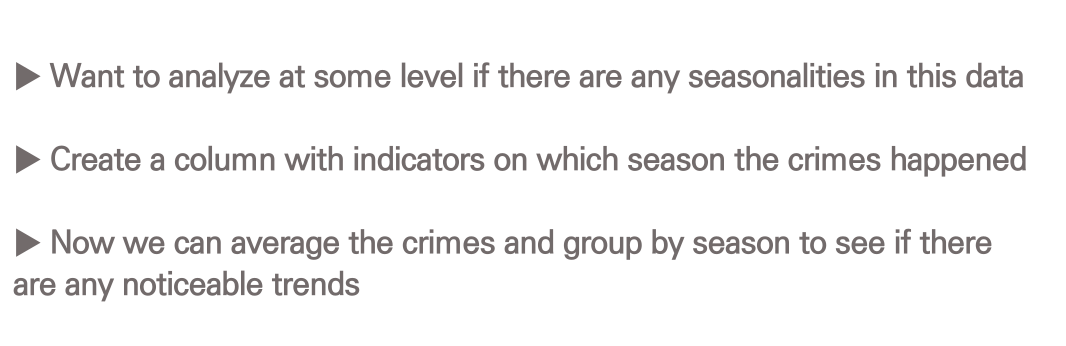 ▶ Want to analyze at some level if there are any seasonalities in this data
▶ Create a column with indicators on which season the crimes happened
▶ Now we can average the crimes and group by season to see if there
are any noticeable trends